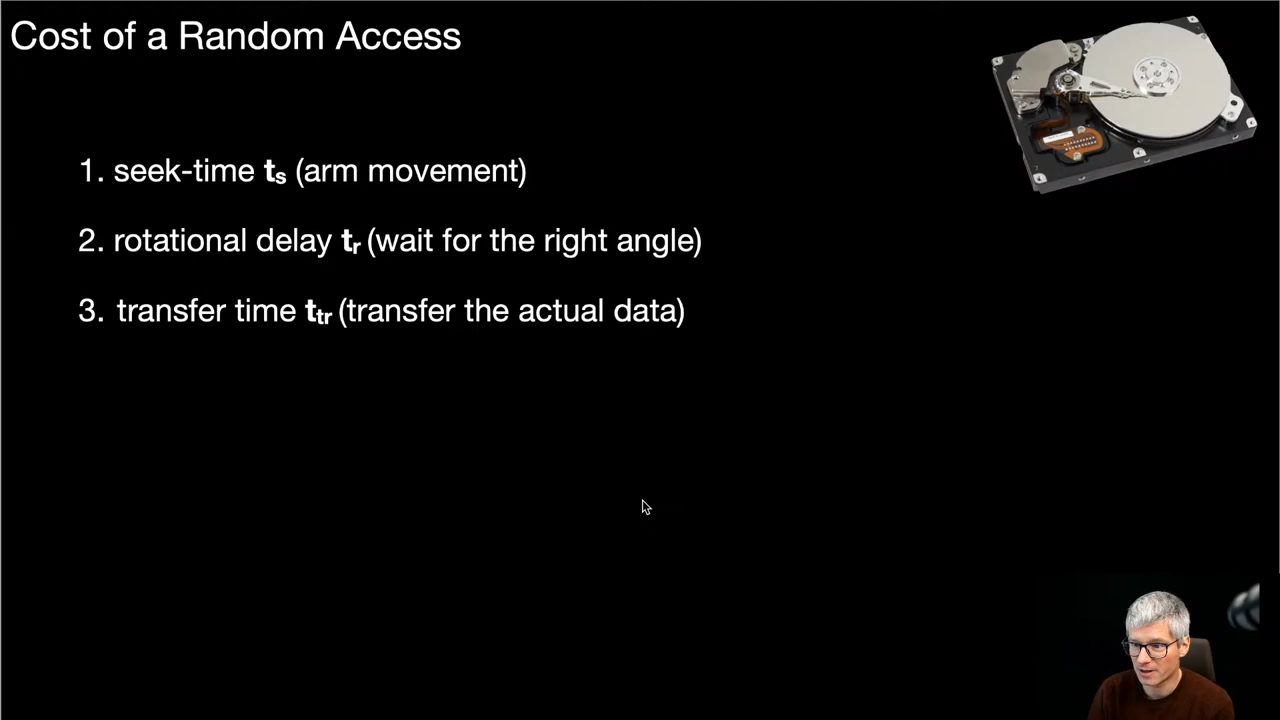 Cost of a Random Access
1. seek-time ts (arm movement)
2. rotational delay tr (wait for the right angle)
3. transfer time ttr (transfer the actual data)